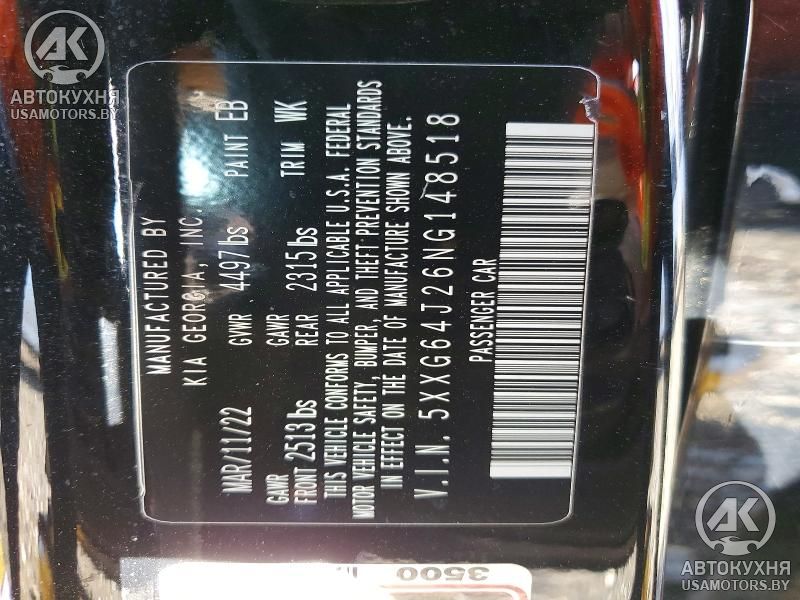 MANUFACTURED BY
KIA GEORGIA, INC.
MAR/11/22 GVWR 4497lbs PAINT EB
GAWR FRONT 2513lbs GAWR REAR 2315lbs TRIM WK
THIS VEHICLE CONFORMS TO ALL APPLICABLE U.S.A. FEDERAL
MOTOR VEHICLE SAFETY, BUMPER, AND THEFT PREVENTION STANDARDS
IN EFFECT ON THE DATE OF MANUFACTURE SHOWN ABOVE.
V.I.N. 5XXG64J26NG148518
PASSENGER CAR
3500
AK
АВТОКУХНЯ
USAMOTORS.BY
AK
АВТОКУХНЯ
USAMOTORS.BY